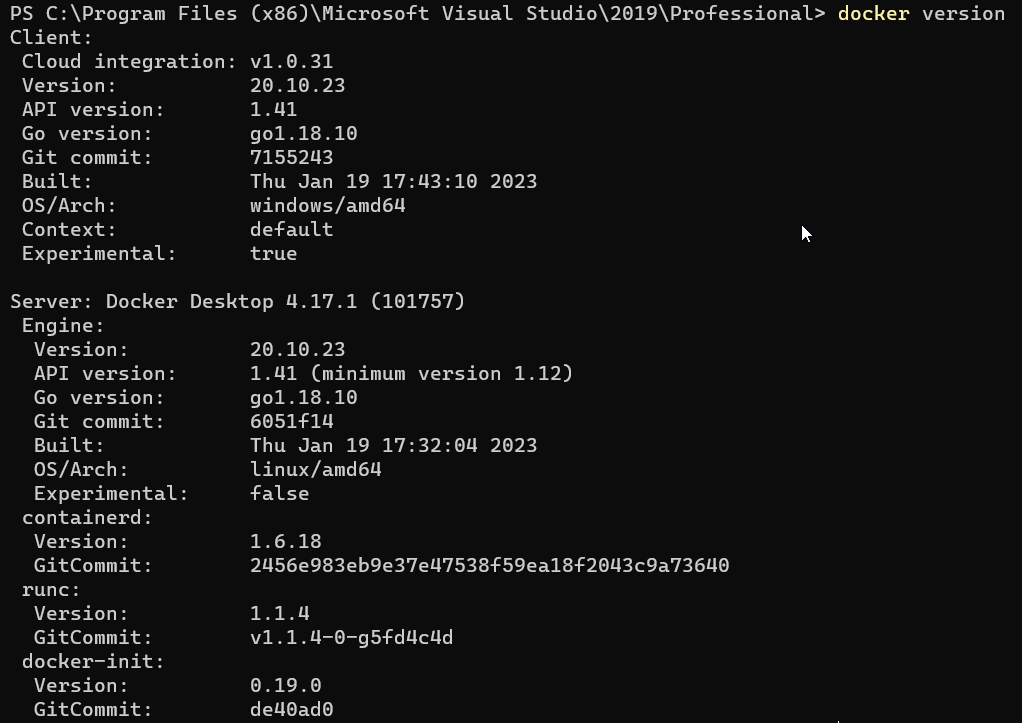 PS C:\Program Files (x86)\Microsoft Visual Studio\2019\Professional> docker version
Client:
 Cloud integration: v1.0.31
 Version:           20.10.23
 API version:       1.41
 Go version:        go1.18.10
 Git commit:        7155243
 Built:             Thu Jan 19 17:43:10 2023
 OS/Arch:           windows/amd64
 Context:           default
 Experimental:      true

Server: Docker Desktop 4.17.1 (101757)
 Engine:
  Version:          20.10.23
  API version:      1.41 (minimum version 1.12)
  Go version:       go1.18.10
  Git commit:       6051f14
  Built:            Thu Jan 19 17:32:04 2023
  OS/Arch:          linux/amd64
  Experimental:     false
 containerd:
  Version:          1.6.18
  GitCommit:        2456e983eb9e37e47538f59ea18f2043c9a73640
 runc:
  Version:          1.1.4
  GitCommit:        v1.1.4-0-g5fd4c4d
 docker-init:
  Version:          0.19.0
  GitCommit:        de40ad0